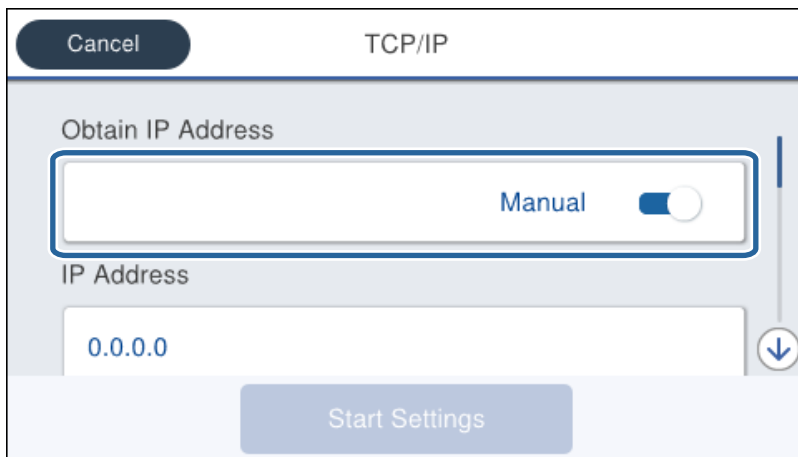 Cancel
TCP/IP
Obtain IP Address
Manual
IP Address
0.0.0.0
Start Settings